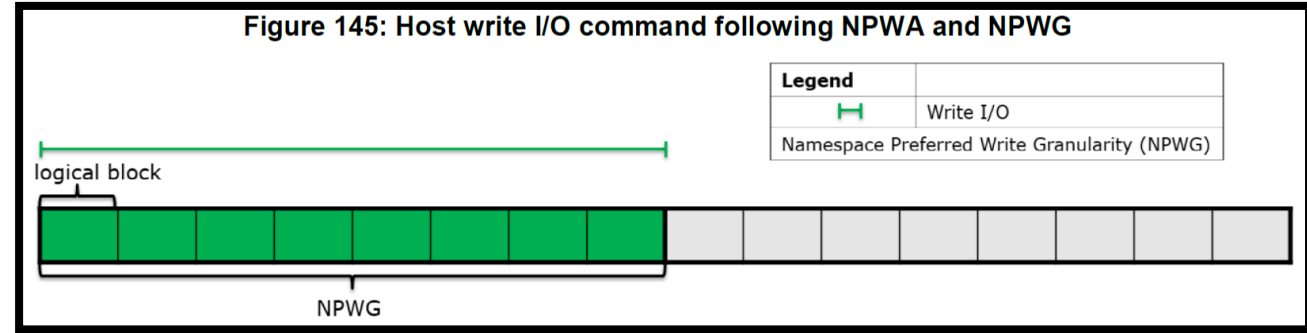 Figure 145: Host write I/O command following NPWA and NPWG
Legend
Write I/O
Namespace Preferred Write Granularity (NPWG)
logical block
NPWG